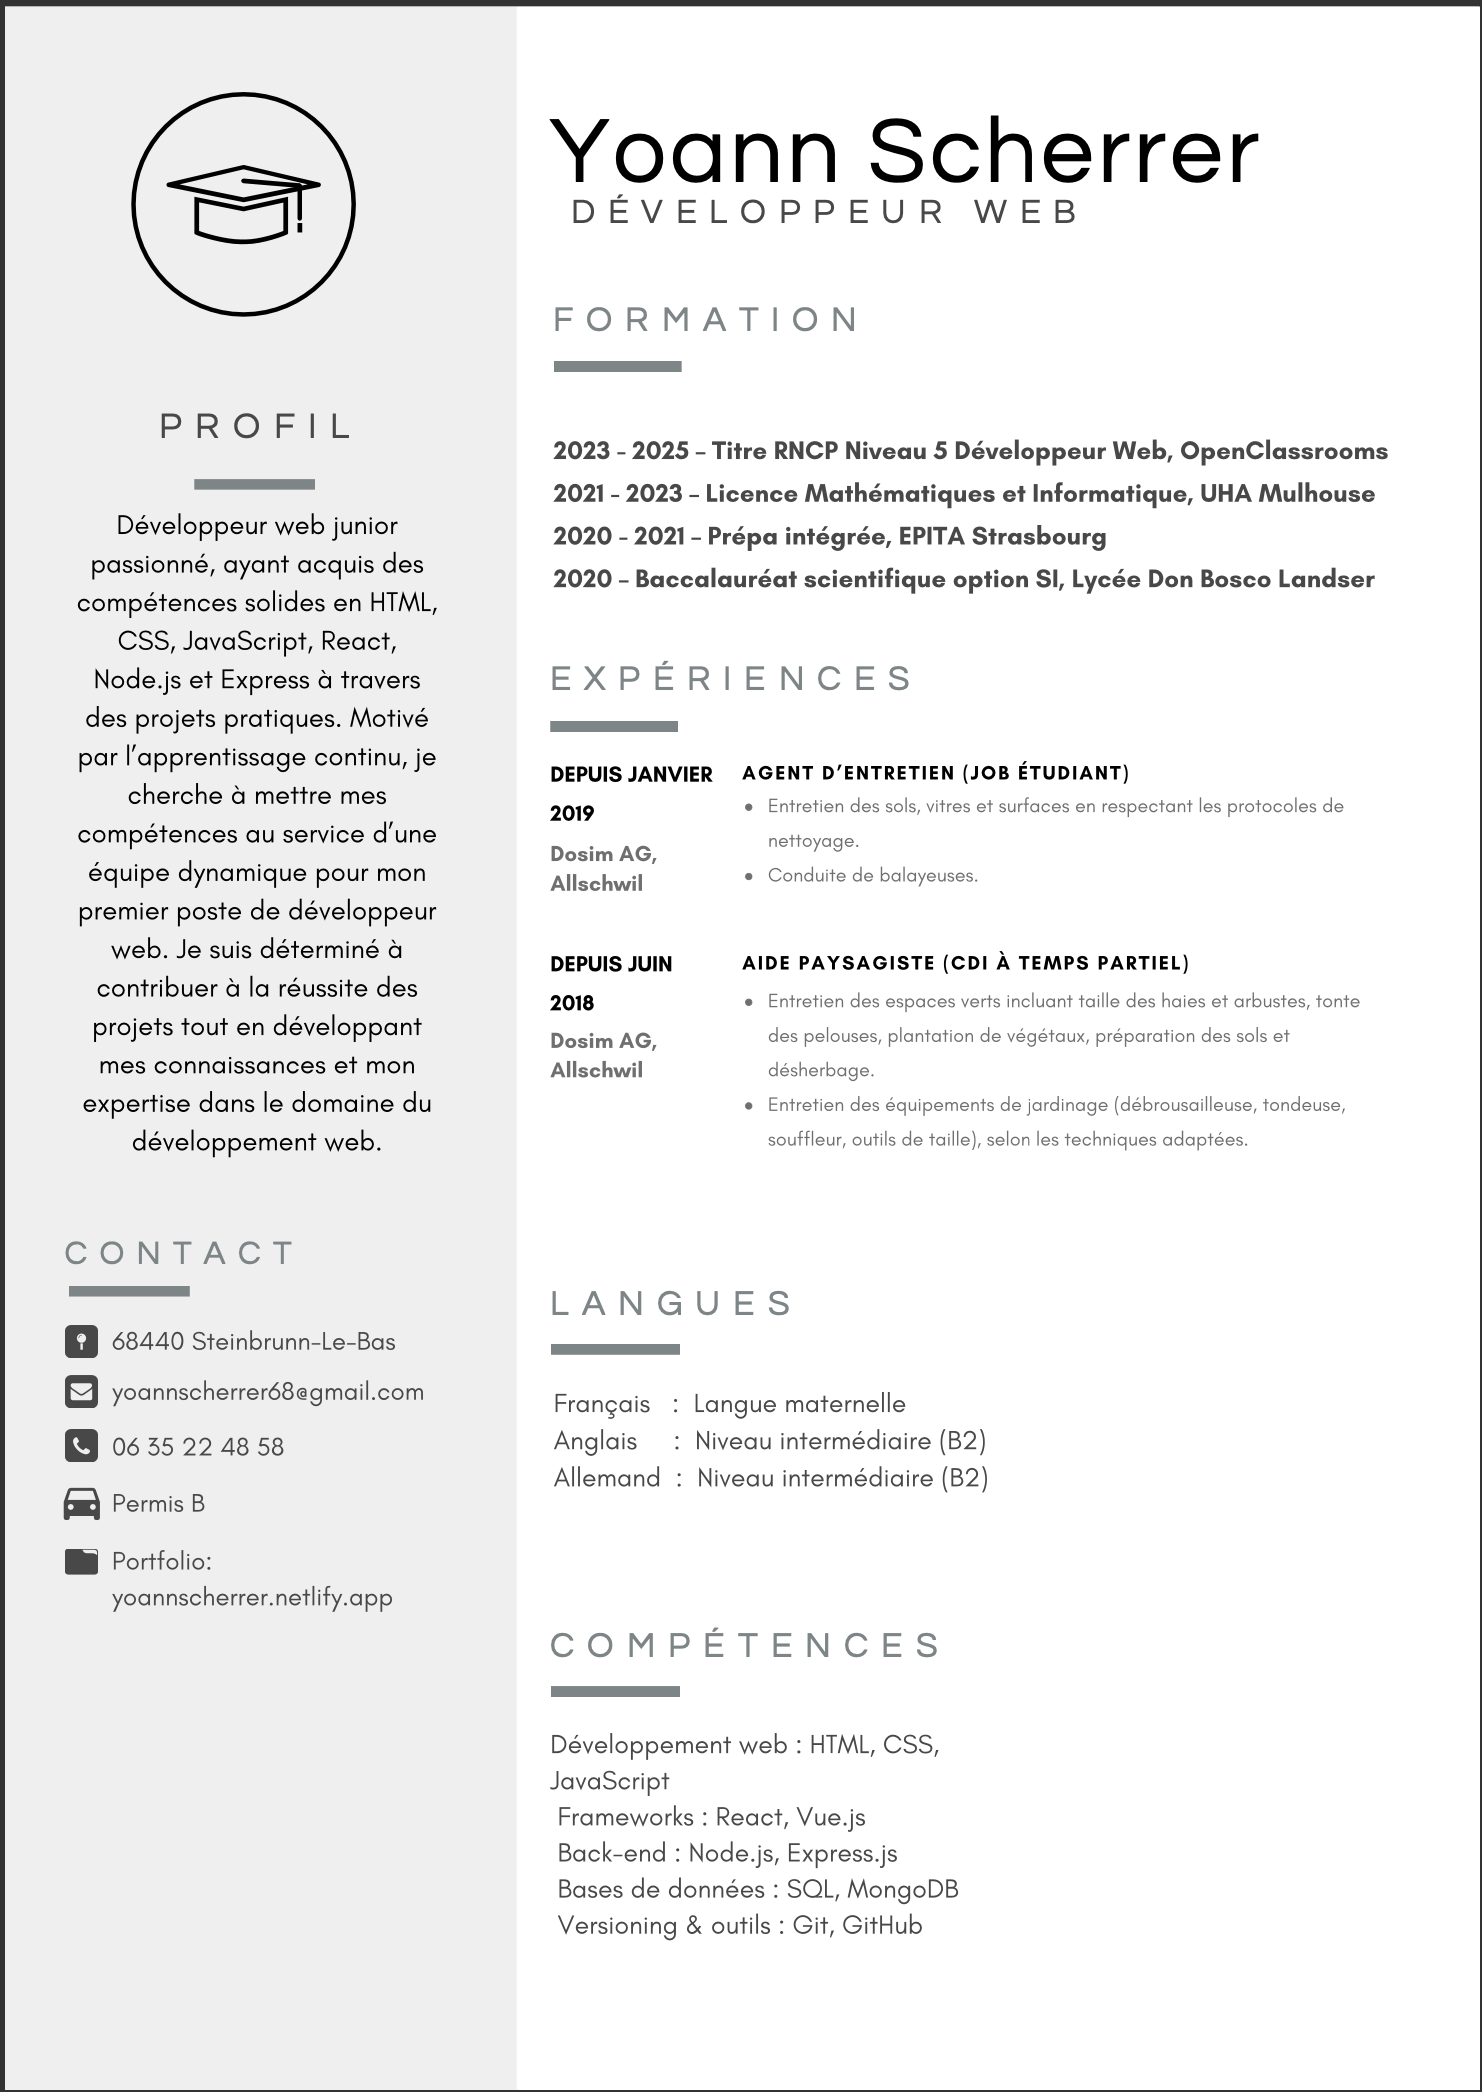 Yoann Scherrer
DÉVELOPPEUR WEB
PROFIL
Développeur web junior
passionné, ayant acquis des
compétences solides en HTML,
CSS, JavaScript, React,
Node.js et Express à travers
des projets pratiques. Motivé
par l’apprentissage continu, je
cherche à mettre mes
compétences au service d’une
équipe dynamique pour mon
premier poste de développeur
web. Je suis déterminé à
contribuer à la réussite des
projets tout en développant
mes connaissances et mon
expertise dans le domaine du
développement web.
CONTACT
68440 Steinbrunn-Le-Bas
yoannscherrer68@gmail.com
06 35 22 48 58
Permis B
Portfolio:
yoannscherrer.netlify.app
FORMATION
2023 - 2025 – Titre RNCP Niveau 5 Développeur Web, OpenClassrooms
2021 - 2023 – Licence Mathématiques et Informatique, UHA Mulhouse
2020 - 2021 – Prépa intégrée, EPITA Strasbourg
2020 – Baccalauréat scientifique option SI, Lycée Don Bosco Landser
EXPÉRIENCES
DEPUIS JANVIER
2019
Dosim AG,
Allschwil
AGENT D’ENTRETIEN (JOB ÉTUDIANT)
• Entretien des sols, vitres et surfaces en respectant les protocoles de
nettoyage.
• Conduite de balayeuses.
DEPUIS JUIN
2018
Dosim AG,
Allschwil
AIDE PAYSAGISTE (CDI À TEMPS PARTIEL)
• Entretien des espaces verts incluant taille des haies et arbustes, tonte
des pelouses, plantation de végétaux, préparation des sols et
désherbage.
• Entretien des équipements de jardinage (débrousailleuse, tondeuse,
souffleur, outils de taille), selon les techniques adaptées.
LANGUES
Français : Langue maternelle
Anglais : Niveau intermédiaire (B2)
Allemand : Niveau intermédiaire (B2)
COMPÉTENCES
Développement web : HTML, CSS,
JavaScript
Frameworks : React, Vue.js
Back-end : Node.js, Express.js
Bases de données : SQL, MongoDB
Versioning & outils : Git, GitHub